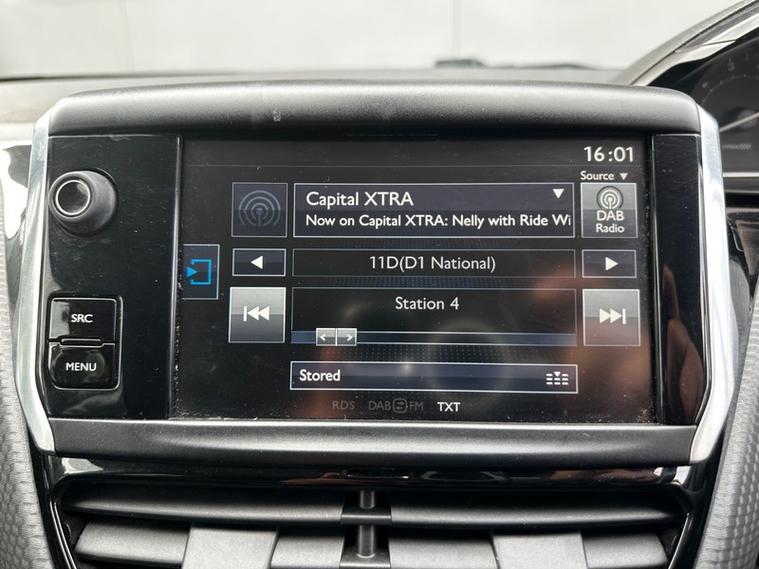 16:01
Source ▼
Capital XTRA
Now on Capital XTRA: Nelly with Ride Wi
DAB
Radio
11D(D1 National)
SRC
Station 4
MENU
Stored
RDS DAB FM TXT